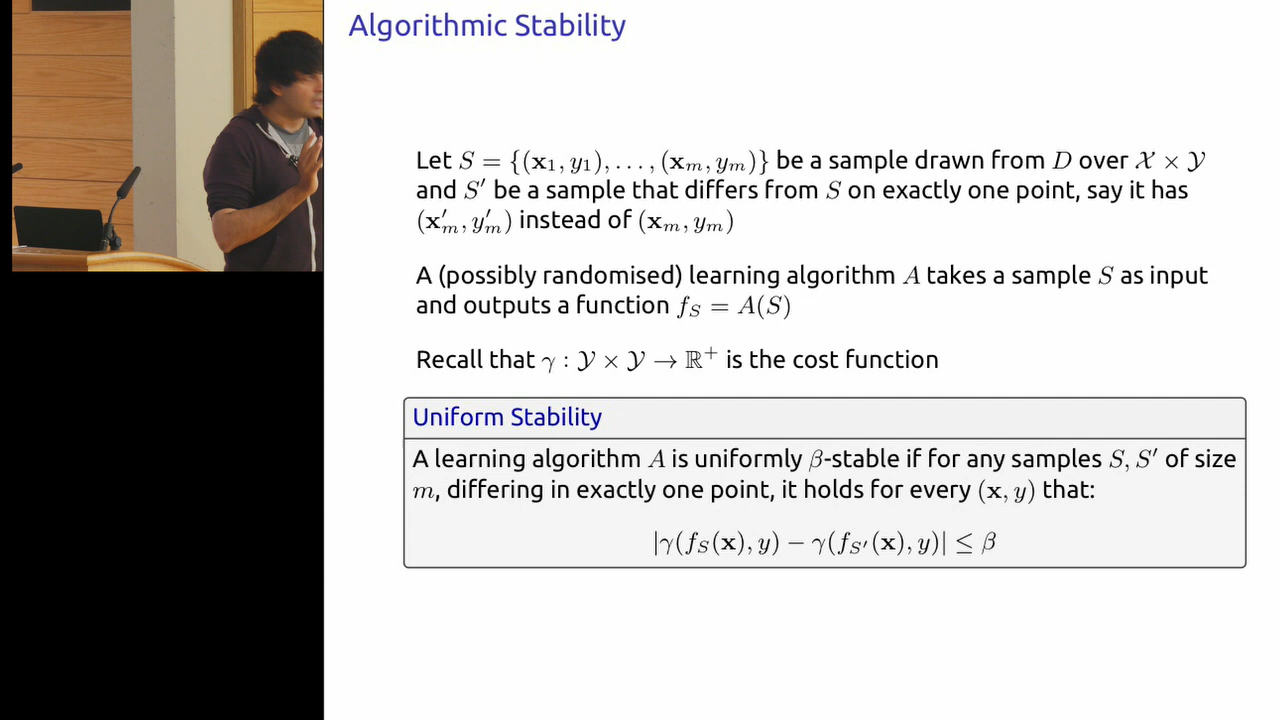 Algorithmic Stability
Let S = {(x₁, y₁), . . . , (xₘ, yₘ)} be a sample drawn from D over 𝒳 × 𝒴
and S′ be a sample that differs from S on exactly one point, say it has
(x′ₘ, y′ₘ) instead of (xₘ, yₘ)
A (possibly randomised) learning algorithm A takes a sample S as input
and outputs a function f_S = A(S)
Recall that γ : 𝒴 × 𝒴 → ℝ⁺ is the cost function
Uniform Stability
A learning algorithm A is uniformly β-stable if for any samples S, S′ of size
m, differing in exactly one point, it holds for every (x, y) that:
|γ(f_S(x), y) − γ(f_S′(x), y)| ≤ β